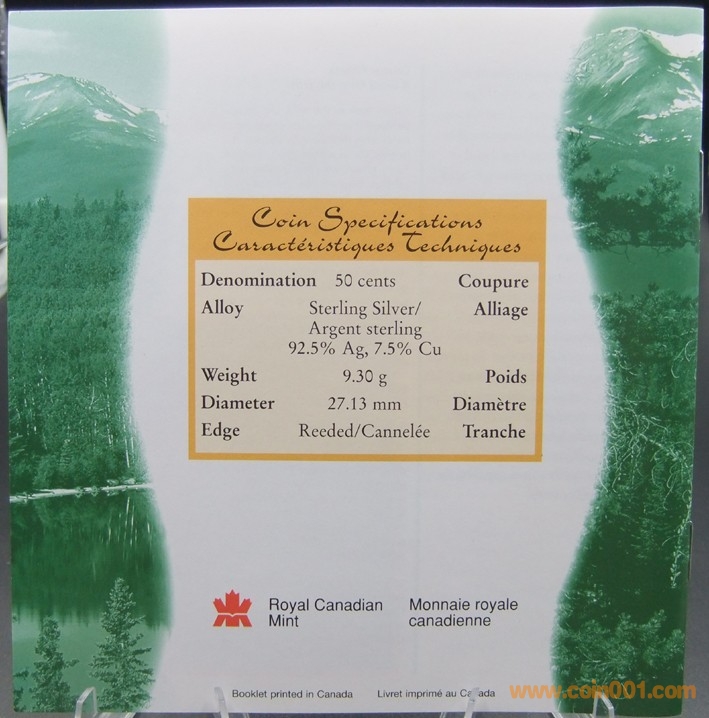 Coin Specifications
Caractéristiques Techniques
Denomination 50 cents Coupure
Alloy Sterling Silver/ Alliage
Argent sterling
92.5% Ag, 7.5% Cu
Weight 9.30 g Poids
Diameter 27.13 mm Diamètre
Edge Reeded/Cannelée Tranche
Royal Canadian Monnaie royale
Mint canadienne
Booklet printed in Canada Livret imprimé au Canada
www.coin001.com